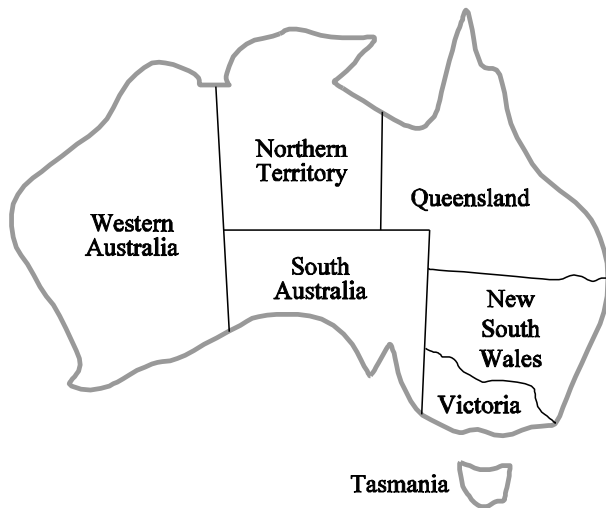 Northern
Territory
Western
Australia
Queensland
South
Australia
New
South
Wales
Victoria
Tasmania